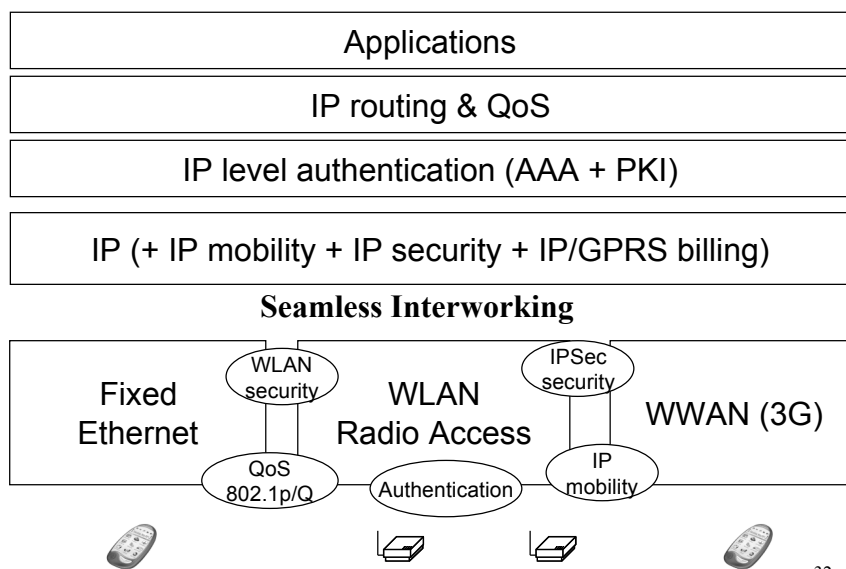 Applications
IP routing & QoS
IP level authentication (AAA + PKI)
IP (+ IP mobility + IP security + IP/GPRS billing)
Seamless Interworking
Fixed
Ethernet
WLAN
security
WLAN
Radio Access
IPSec
security
WWAN (3G)
QoS
802.1p/Q
Authentication
IP
mobility
32